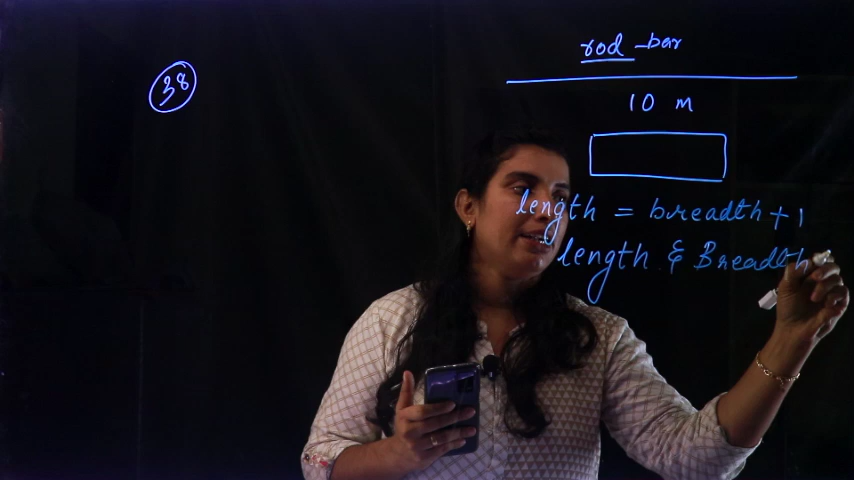 38
rod - bar
10 m
length = breadth + 1
length & Breadth